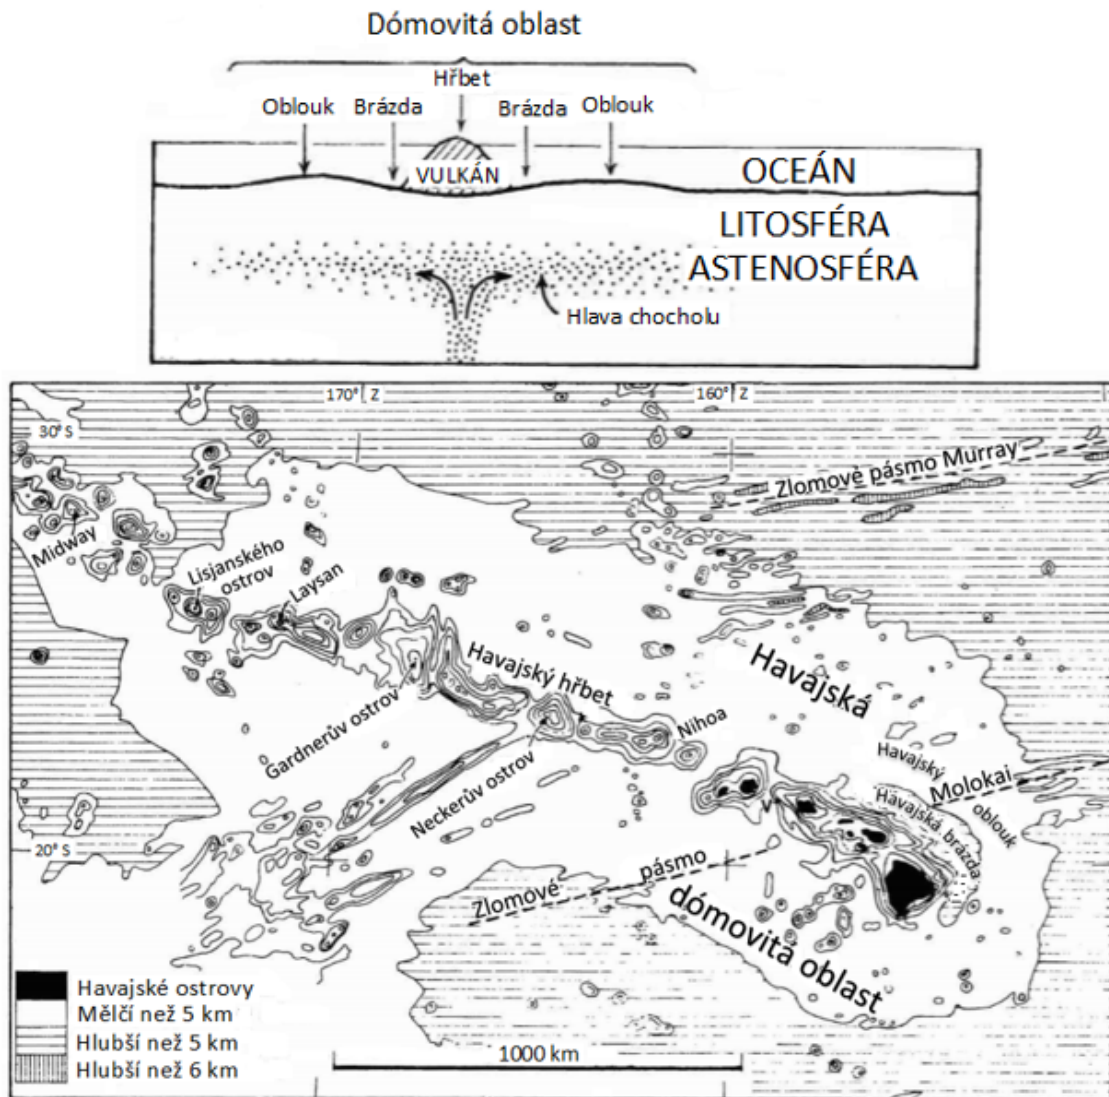 Dómovitá oblast
Hřbet
Oblouk
Brázda
Brázda
Oblouk
VULKÁN
OCEÁN
LITOSFÉRA
ASTENOSFÉRA
Hlava chocholu
170° Z
160° Z
30° S
Zlomové pásmo Murray
Midway
Lisjanského
ostrov
Laysan
Havajský hřbet
Havajská
Gardnerův ostrov
Neckerův ostrov
Nihoa
Havajský
oblouk
Molokai
Havajská brázda
20° S
Zlomové pásmo
dómovitá oblast
Havajské ostrovy
Mělčí než 5 km
Hlubší než 5 km
Hlubší než 6 km
1000 km